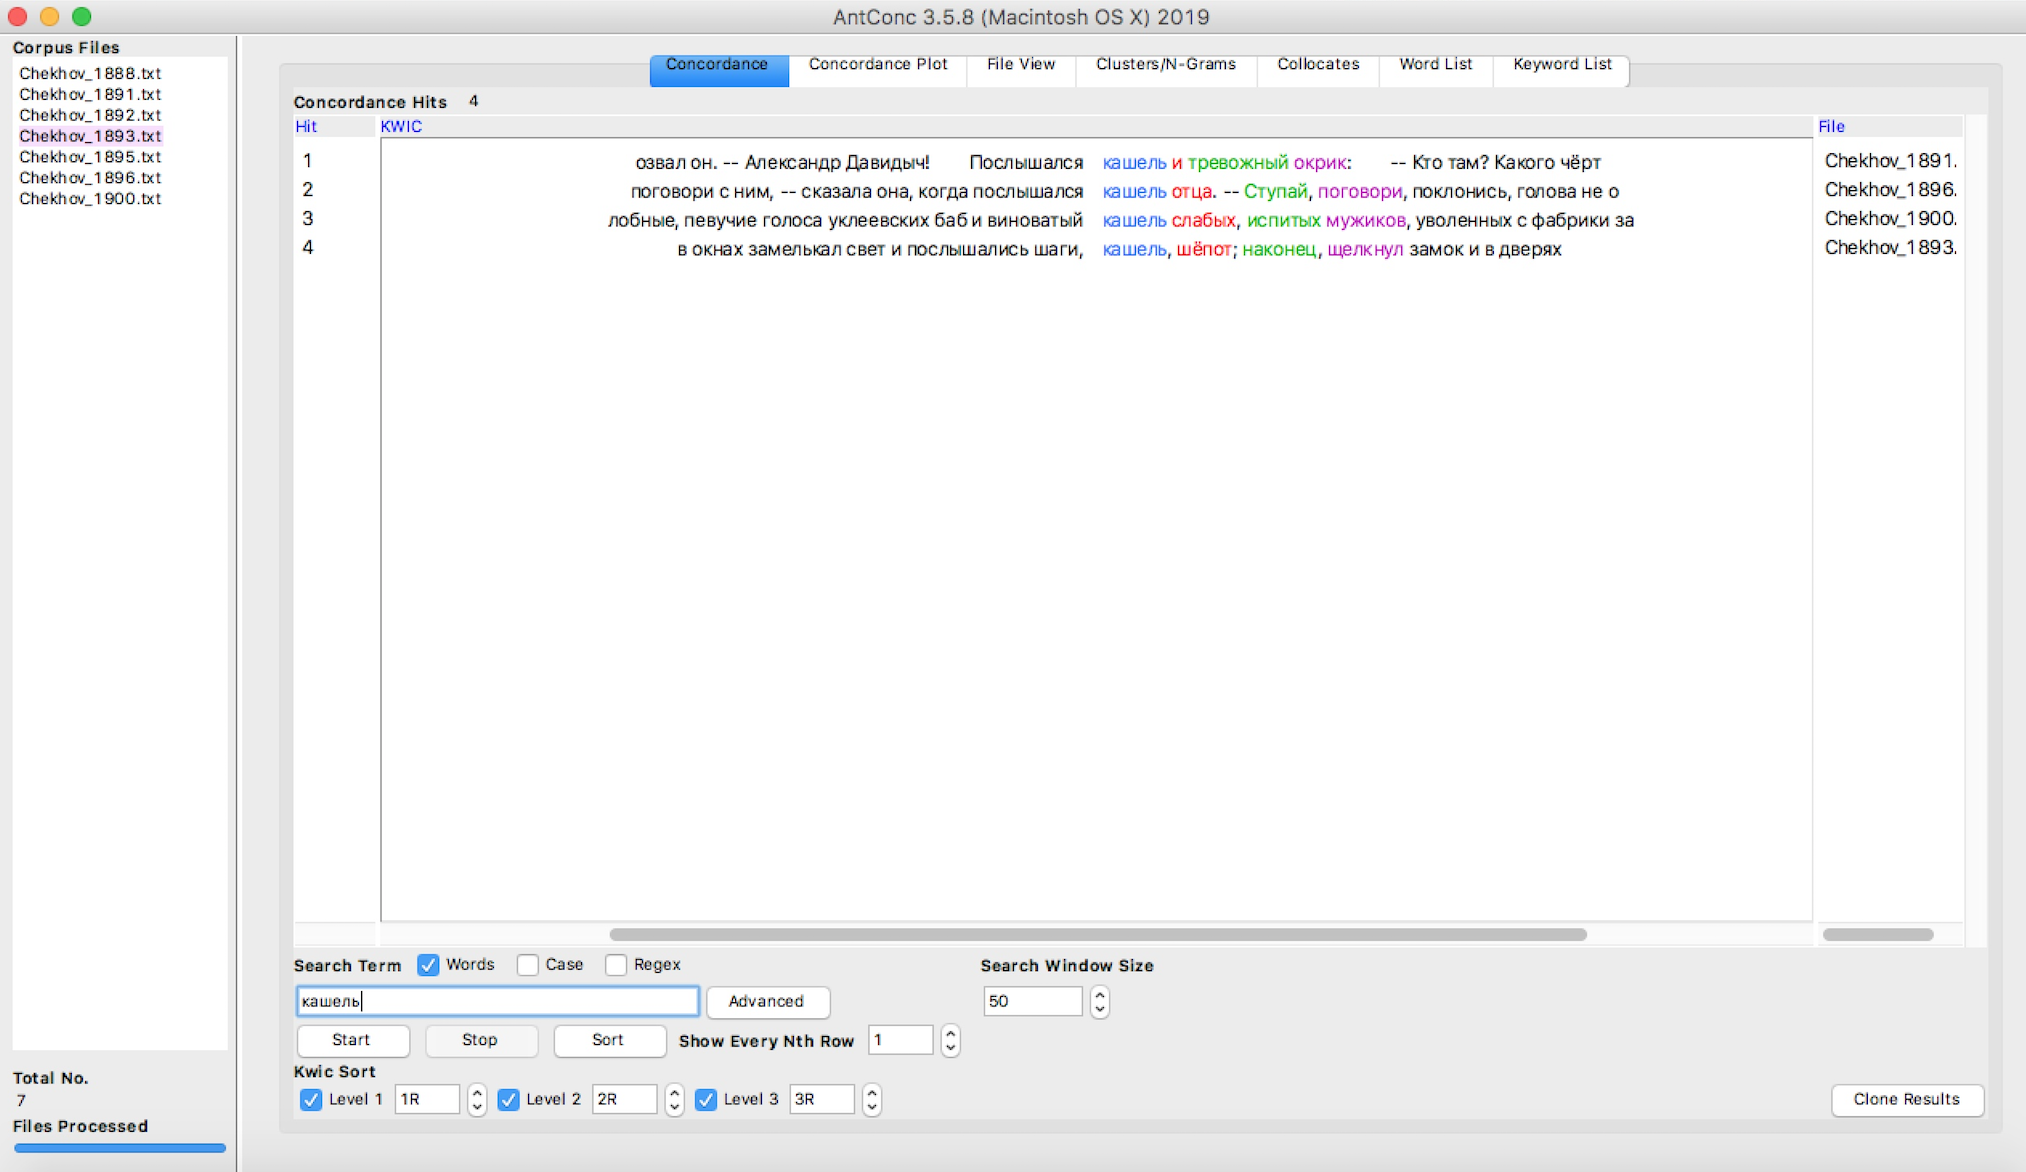 AntConc 3.5.8 (Macintosh OS X) 2019
Corpus Files
Chekhov_1888.txt
Chekhov_1891.txt
Chekhov_1892.txt
Chekhov_1893.txt
Chekhov_1895.txt
Chekhov_1896.txt
Chekhov_1900.txt
Concordance Concordance Plot File View Clusters/N-Grams Collocates Word List Keyword List
Concordance Hits 4
Hit KWIC File
1 озвал он. -- Александр Давидыч! Послышался кашель и тревожный окрик: -- Кто там? Какого чёрт Chekhov_1891.
2 поговори с ним, -- сказала она, когда послышался кашель отца. -- Ступай, поговори, поклонись, голова не о Chekhov_1896.
3 лобные, певучие голоса уклеевских баб и виноватый кашель слабых, испитых мужиков, уволенных с фабрики за Chekhov_1900.
4 в окнах замелькал свет и послышались шаги, кашель, шёпот; наконец, щелкнул замок и в дверях Chekhov_1893.
Search Term Words Case Regex Search Window Size
кашель Advanced 50
Start Stop Sort Show Every Nth Row 1
Kwic Sort
Level 1 1R Level 2 2R Level 3 3R Clone Results
Total No.
7
Files Processed